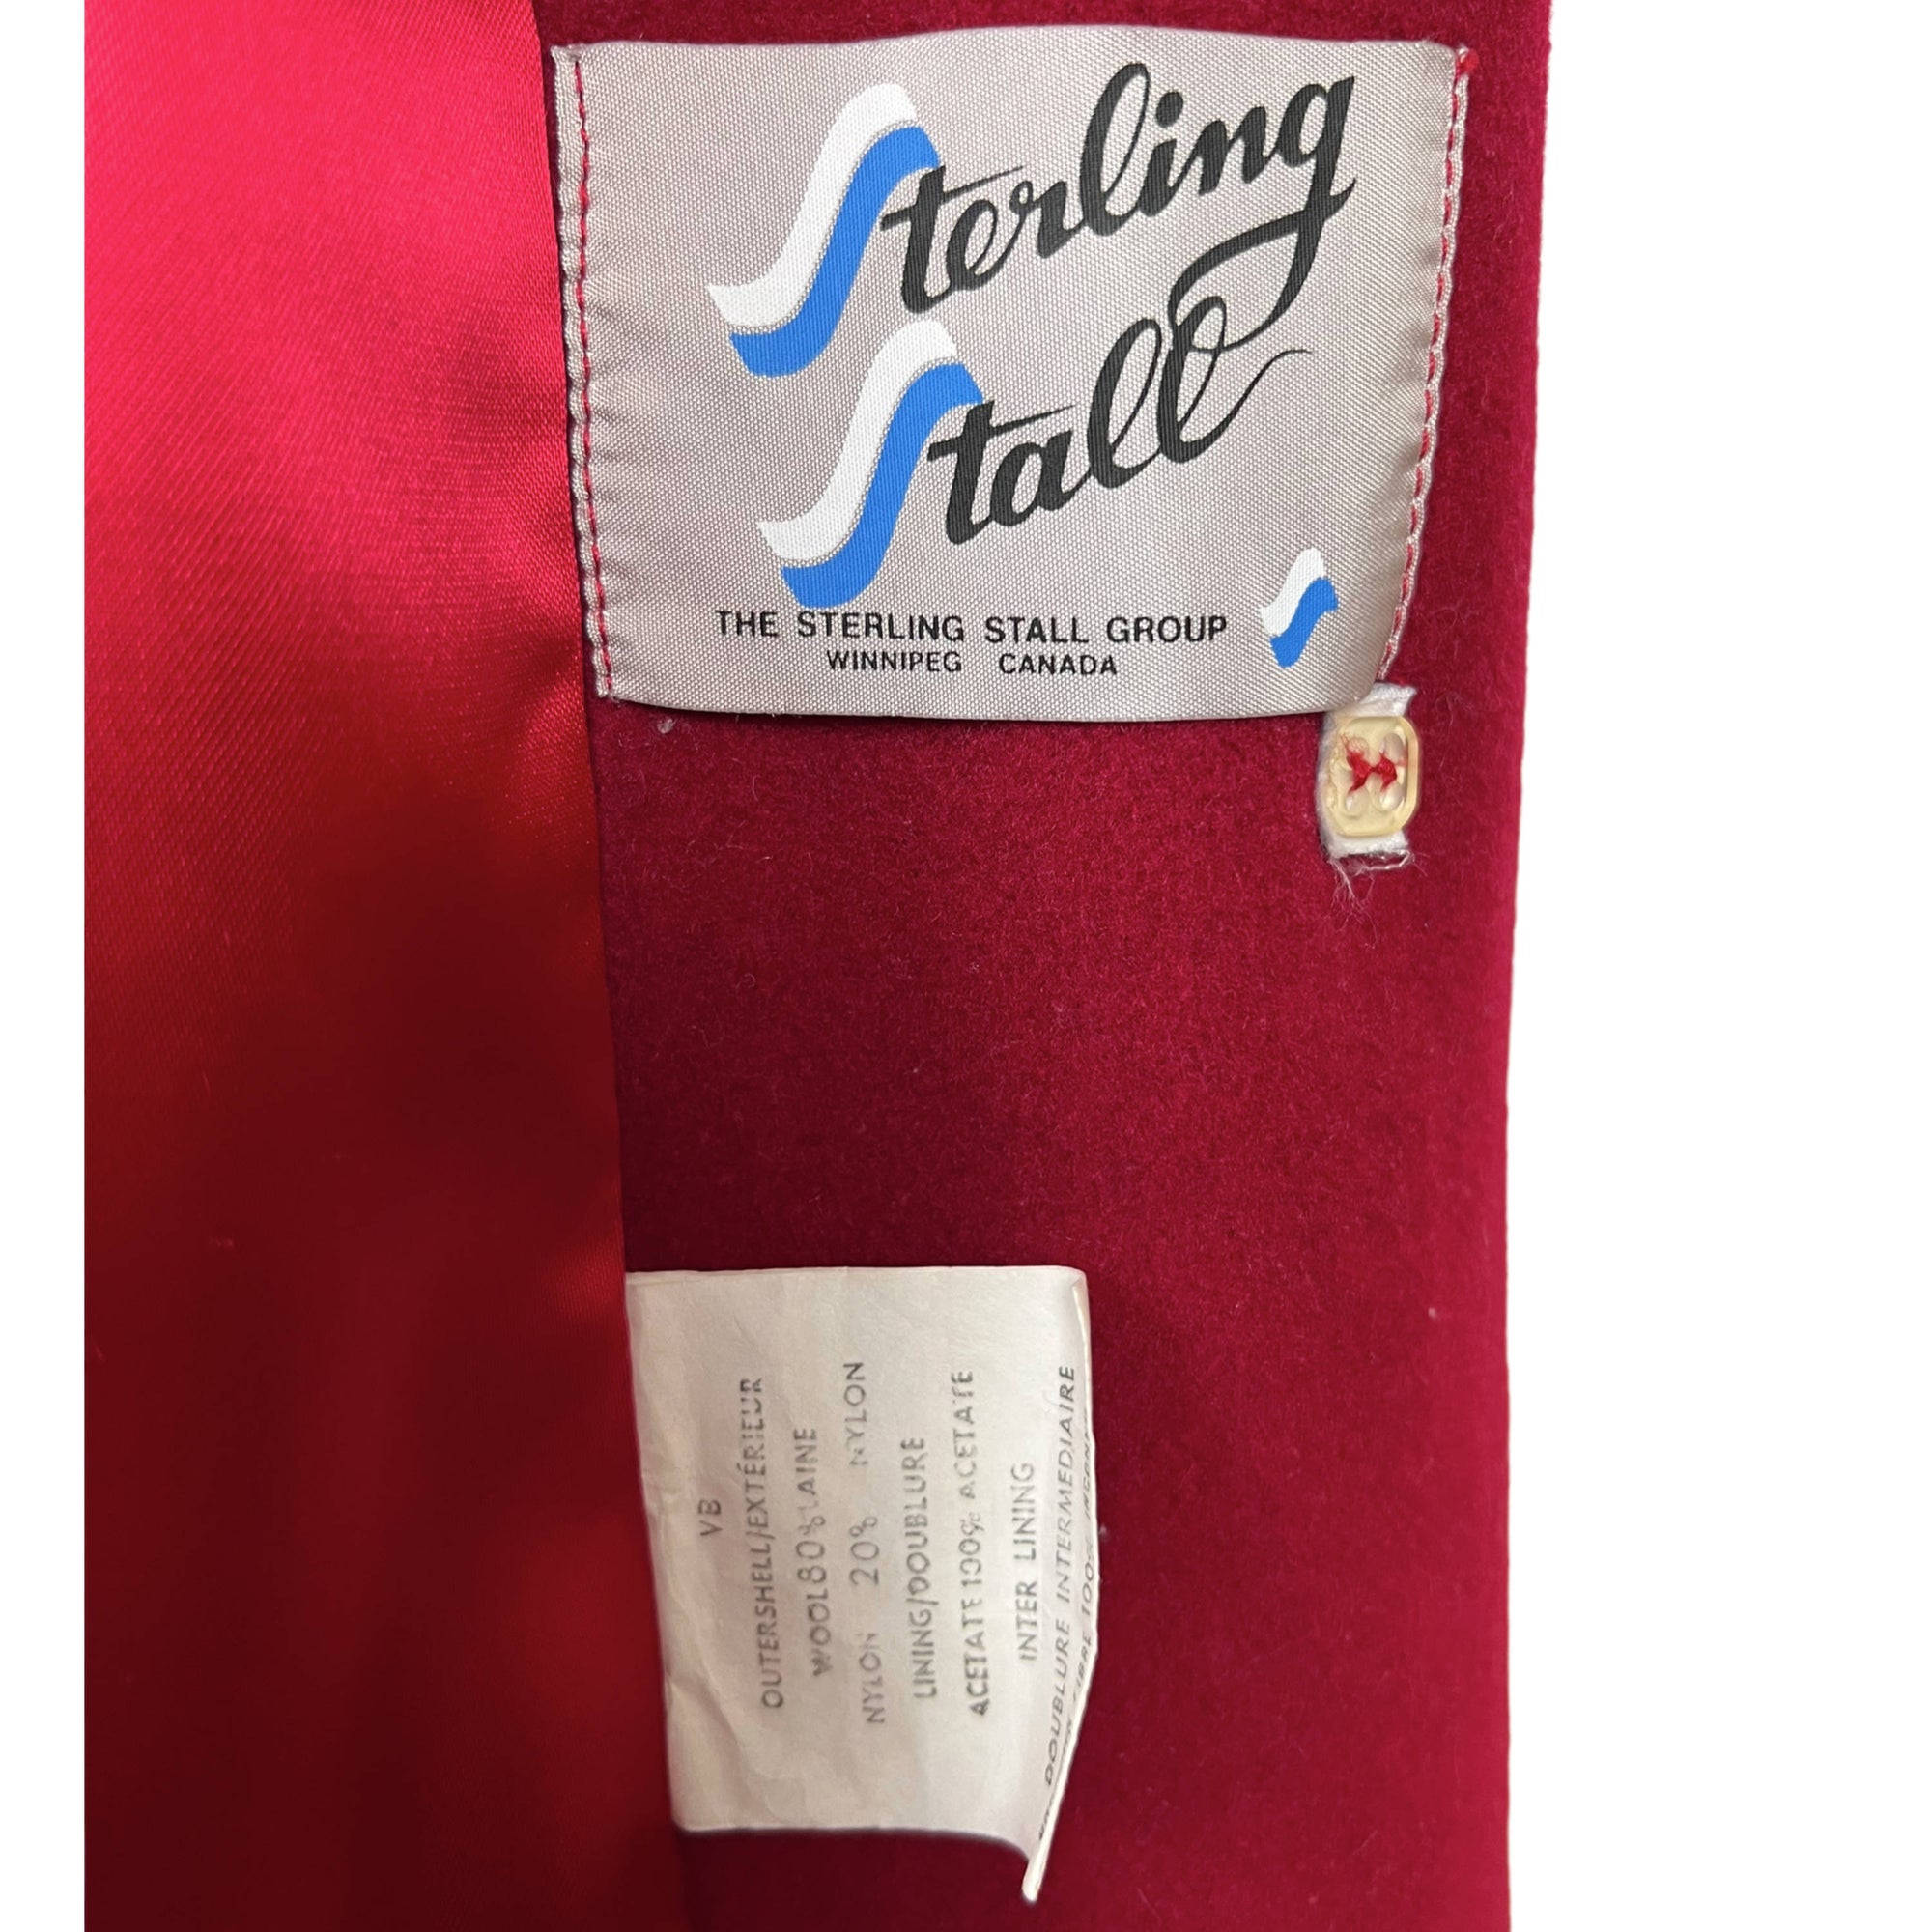 Sterling
Stall
THE STERLING STALL GROUP
WINNIPEG CANADA
VB
OUTERSHELL/EXTÉRIEUR
WOOL 80% LAINE
NYLON 20% NYLON
LINING/DOUBLURE
ACETATE 100% ACETATE
INTER LINING
DOUBLURE INTERMEDIAIRE
100%